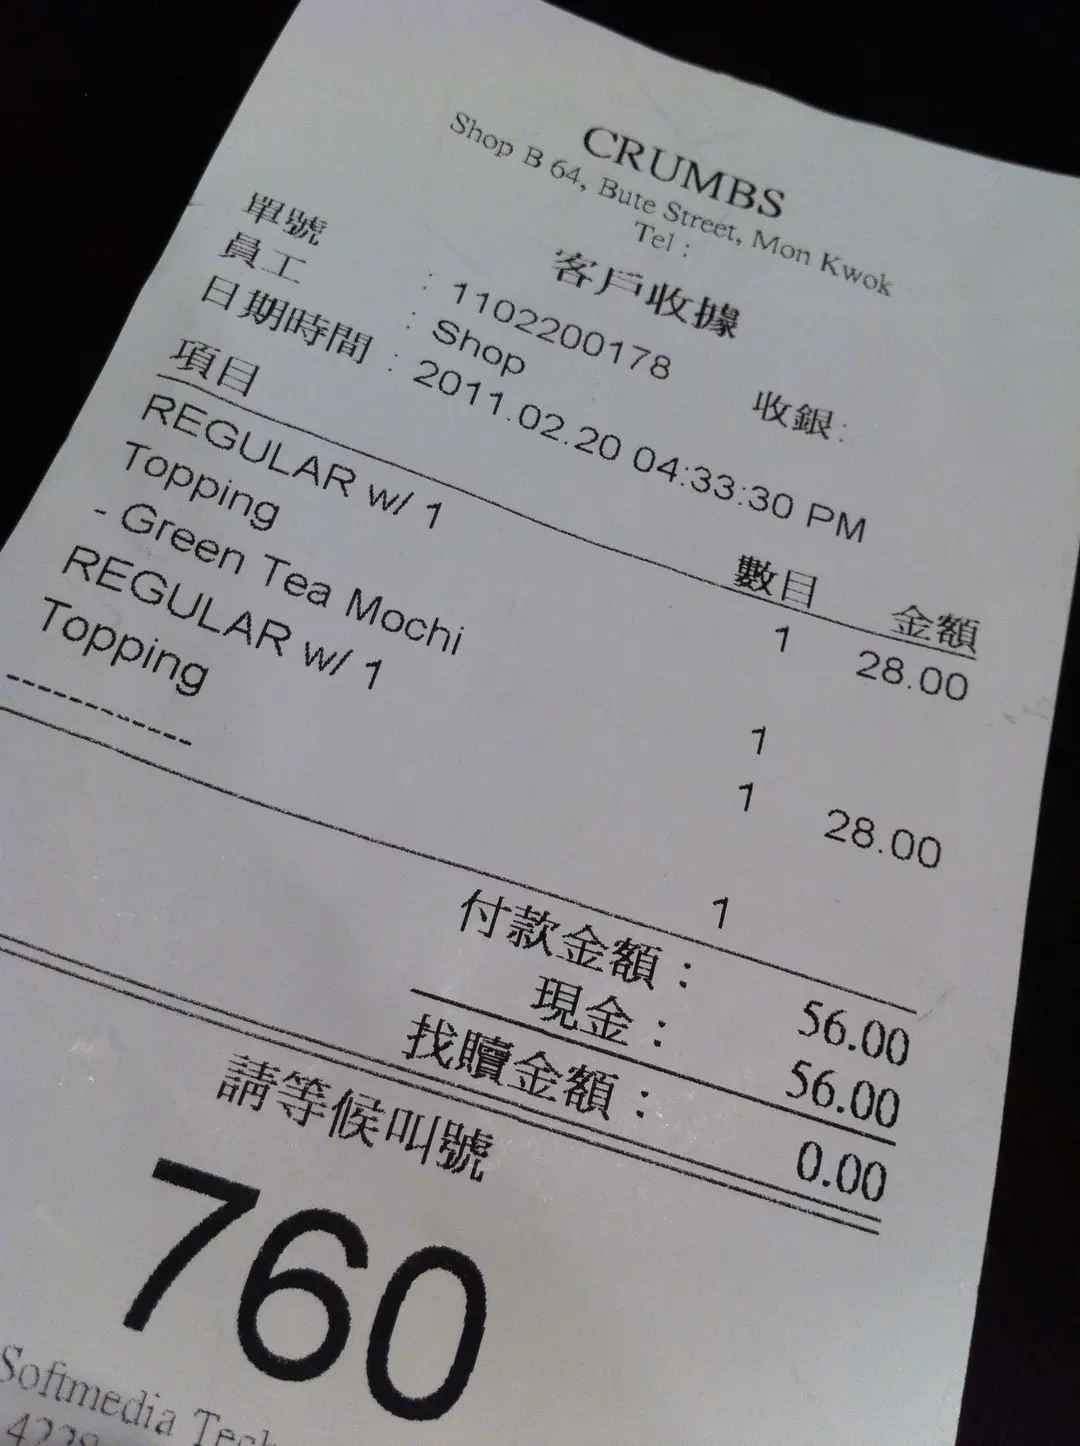 CRUMBS
Shop B 64, Bute Street, Mon Kwok
Tel :
客戶收據
單號 : 1102200178 收銀:
員工 : Shop
日期時間 : 2011.02.20 04:33:30 PM
項目 數目 金額
REGULAR w/ 1 1 28.00
Topping
- Green Tea Mochi 1
REGULAR w/ 1 1 28.00
Topping
------------ 1
付款金額 : 56.00
現金 : 56.00
找贖金額 : 0.00
請等候叫號
760
Softmedia Tech
4229